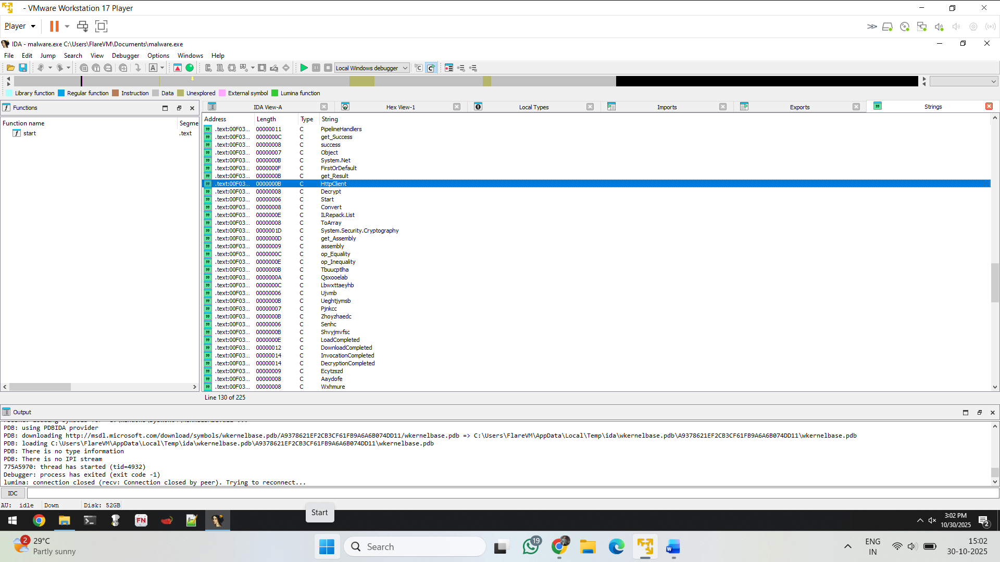 - VMware Workstation 17 Player
Player
IDA - malware.exe C:\Users\FlareVM\Documents\malware.exe
File Edit Jump Search View Debugger Options Windows Help
Local Windows debugger
Library function Regular function Instruction Data Unexplored External symbol Lumina function
Functions
IDA View-A Hex View-1 Local Types Imports Exports Strings
Function name Segme
start .text
Address Length Type String
.text:00F03... 00000011 C PipelineHandlers
.text:00F03... 0000000C C get_Success
.text:00F03... 00000008 C success
.text:00F03... 00000007 C Object
.text:00F03... 0000000B C System.Net
.text:00F03... 0000000F C FirstOrDefault
.text:00F03... 0000000B C get_Result
.text:00F03... 0000000B C HttpClient
.text:00F03... 00000008 C Decrypt
.text:00F03... 00000006 C Start
.text:00F03... 00000008 C Convert
.text:00F03... 0000000E C ILRepack.List
.text:00F03... 00000008 C ToArray
.text:00F03... 0000001D C System.Security.Cryptography
.text:00F03... 0000000D C get_Assembly
.text:00F03... 00000009 C assembly
.text:00F03... 0000000C C op_Equality
.text:00F03... 0000000E C op_Inequality
.text:00F03... 0000000B C Tbuucptlha
.text:00F03... 0000000A C Qsxooelab
.text:00F03... 0000000C C Lbwxttaeyhb
.text:00F03... 00000006 C Ujvmb
.text:00F03... 0000000B C Ueghtjymsb
.text:00F03... 00000007 C Pjnkcc
.text:00F03... 0000000B C Zhoyzhaedc
.text:00F03... 00000006 C Senhc
.text:00F03... 0000000B C Shvyjmvfsc
.text:00F03... 0000000E C LoadCompleted
.text:00F03... 00000012 C DownloadCompleted
.text:00F03... 00000014 C InvocationCompleted
.text:00F03... 00000014 C DecryptionCompleted
.text:00F03... 00000009 C Ecytzszd
.text:00F03... 00000008 C Aaydofe
.text:00F03... 00000008 C Wxhmure
Line 130 of 225
Output
PDB: using PDBIDA provider
PDB: downloading http://msdl.microsoft.com/download/symbols/wkernelbase.pdb/A9378621EF2CB3CF61FB9A6A6B074DD11/wkernelbase.pdb => C:\Users\FlareVM\AppData\Local\Temp\ida\wkernelbase.pdb\A9378621EF2CB3CF61FB9A6A6B074DD11\wkernelbase.pdb
PDB: loading C:\Users\FlareVM\AppData\Local\Temp\ida\wkernelbase.pdb\A9378621EF2CB3CF61FB9A6A6B074DD11\wkernelbase.pdb
PDB: There is no type information
PDB: There is no IPI stream
775A5970: thread has started (tid=4932)
Debugger: process has exited (exit code -1)
lumina: connection closed (recv: Connection closed by peer). Trying to reconnect...
IDC
AU: idle Down Disk: 52GB
Start
FN
3:02 PM
10/30/2025
2
2
29°C
Partly sunny
Search
19
ENG
IN
15:02
30-10-2025